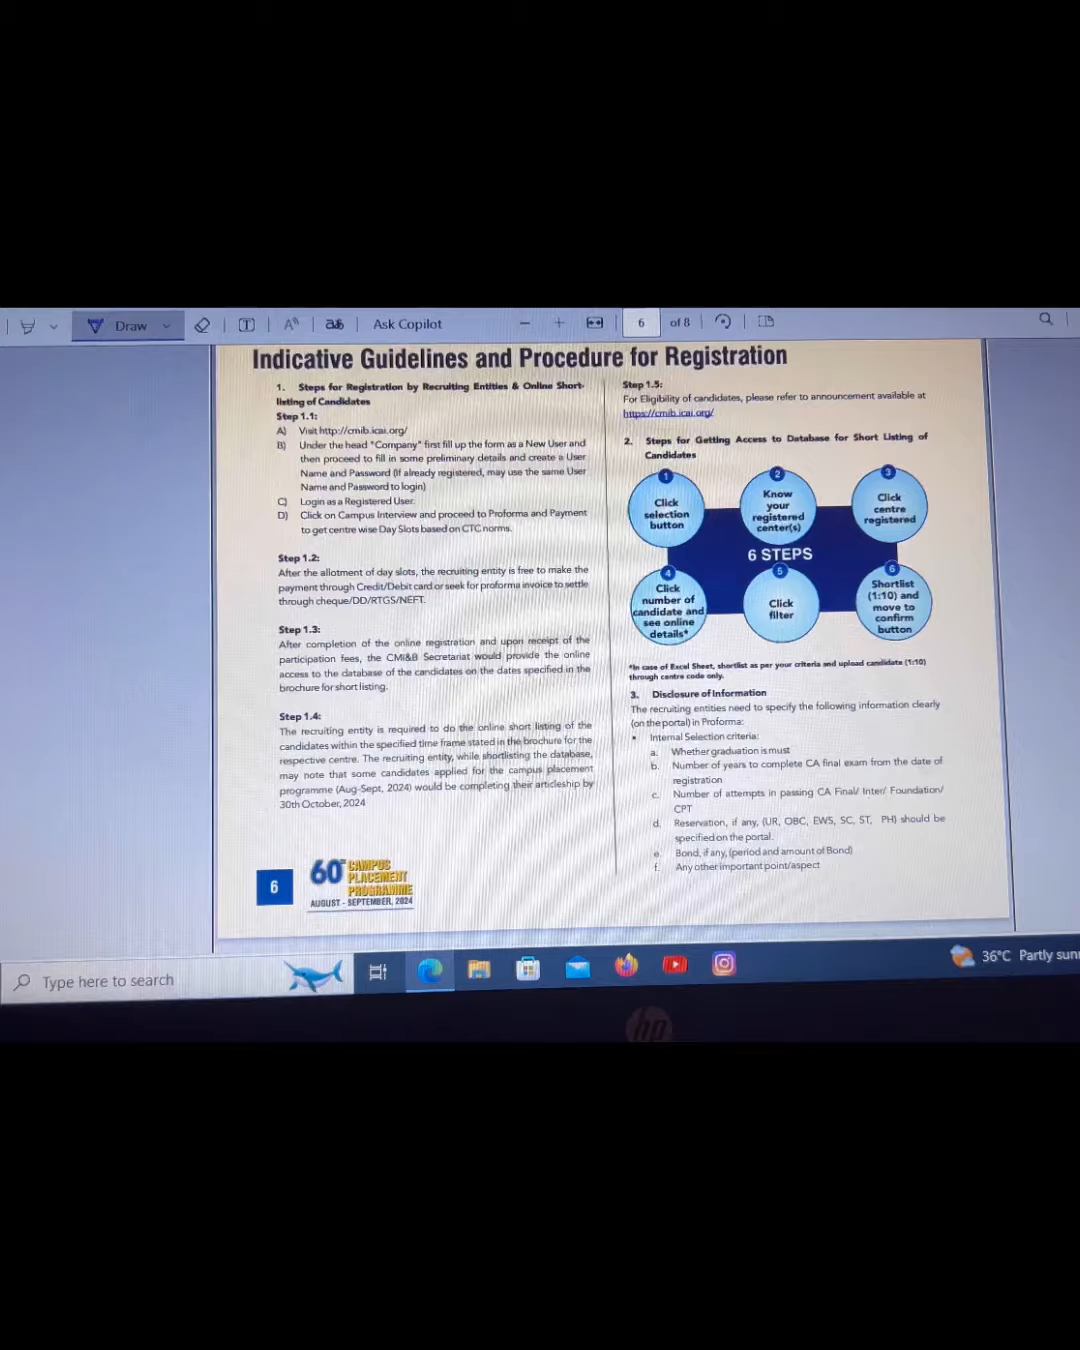 Draw
Ask Copilot
6
of 8
Indicative Guidelines and Procedure for Registration
1. Steps for Registration by Recruiting Entities & Online Short-
listing of Candidates
Step 1.1:
A) Visit http://cmib.icai.org/
B) Under the head "Company" first fill up the form as a New User and
then proceed to fill in some preliminary details and create a User
Name and Password (If already registered, may use the same User
Name and Password to login)
C) Login as a Registered User.
D) Click on Campus Interview and proceed to Proforma and Payment
to get centre wise Day Slots based on CTC norms.
Step 1.2:
After the allotment of day slots, the recruiting entity is free to make the
payment through Credit/Debit card or seek for proforma invoice to settle
through cheque/DD/RTGS/NEFT.
Step 1.3:
After completion of the online registration and upon receipt of the
participation fees, the CMI&B Secretariat would provide the online
access to the database of the candidates on the dates specified in the
brochure for short listing.
Step 1.4:
The recruiting entity is required to do the online short listing of the
candidates within the specified time frame stated in the brochure for the
respective centre. The recruiting entity, while shortlisting the database,
may note that some candidates applied for the campus placement
programme (Aug-Sept, 2024) would be completing their articleship by
30th October, 2024
6
60TH CAMPUS
PLACEMENT
PROGRAMME
AUGUST - SEPTEMBER, 2024
Step 1.5:
For Eligibility of candidates, please refer to announcement available at
https://cmib.icai.org/
2. Steps for Getting Access to Database for Short Listing of
Candidates
1
Click
selection
button
2
Know
your
registered
center(s)
3
Click
centre
registered
6 STEPS
4
Click
number of
candidate and
see online
details*
5
Click
filter
6
Shortlist
(1:10) and
move to
confirm
button
*In case of Excel Sheet, shortlist as per your criteria and upload candidate (1:10)
through centre code only.
3. Disclosure of Information
The recruiting entities need to specify the following information clearly
(on the portal) in Proforma:
• Internal Selection criteria:
a. Whether graduation is must
b. Number of years to complete CA final exam from the date of
registration
c. Number of attempts in passing CA Final/ Inter/ Foundation/
CPT
d. Reservation, if any, (UR, OBC, EWS, SC, ST, PH) should be
specified on the portal.
e. Bond, if any, (period and amount of Bond)
f. Any other important point/aspect
Type here to search
36°C Partly sun
hp